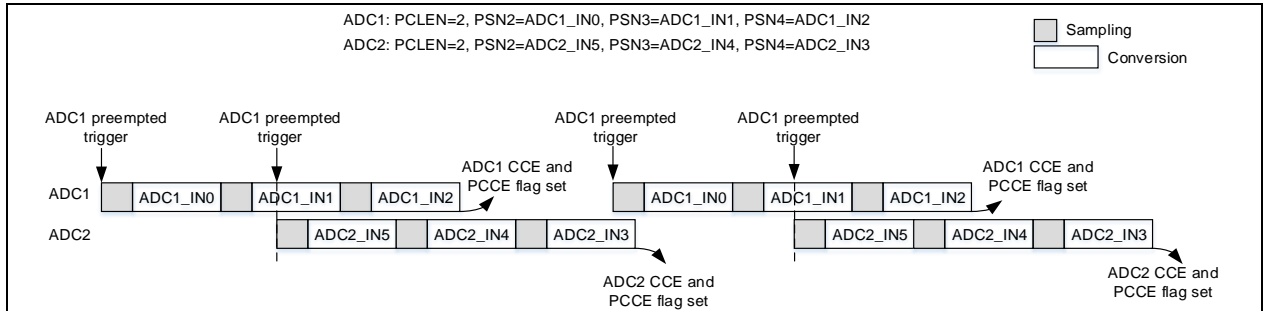 ADC1: PCLEN=2, PSN2=ADC1_IN0, PSN3=ADC1_IN1, PSN4=ADC1_IN2
ADC2: PCLEN=2, PSN2=ADC2_IN5, PSN3=ADC2_IN4, PSN4=ADC2_IN3
Sampling
Conversion
ADC1 preempted
trigger
ADC1 preempted
trigger
ADC1 CCE and
PCCE flag set
ADC1 preempted
trigger
ADC1 preempted
trigger
ADC1 CCE and
PCCE flag set
ADC1
ADC1_IN0
ADC1_IN1
ADC1_IN2
ADC1_IN0
ADC1_IN1
ADC1_IN2
ADC2
ADC2_IN5
ADC2_IN4
ADC2_IN3
ADC2_IN5
ADC2_IN4
ADC2_IN3
ADC2 CCE and
PCCE flag set
ADC2 CCE and
PCCE flag set